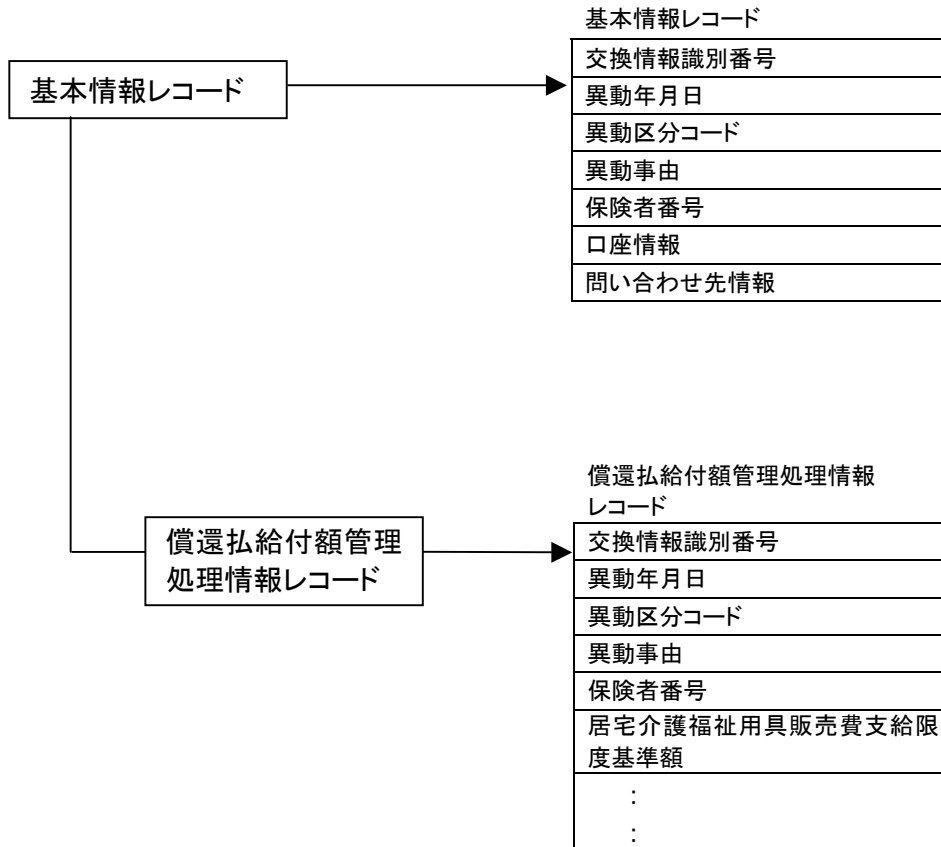 基本情報レコード
基本情報レコード
交換情報識別番号
異動年月日
異動区分コード
異動事由
保険者番号
口座情報
問い合わせ先情報
償還払給付額管理
処理情報レコード
償還払給付額管理処理情報
レコード
交換情報識別番号
異動年月日
異動区分コード
異動事由
保険者番号
居宅介護福祉用具販売費支給限
度基準額
：
：